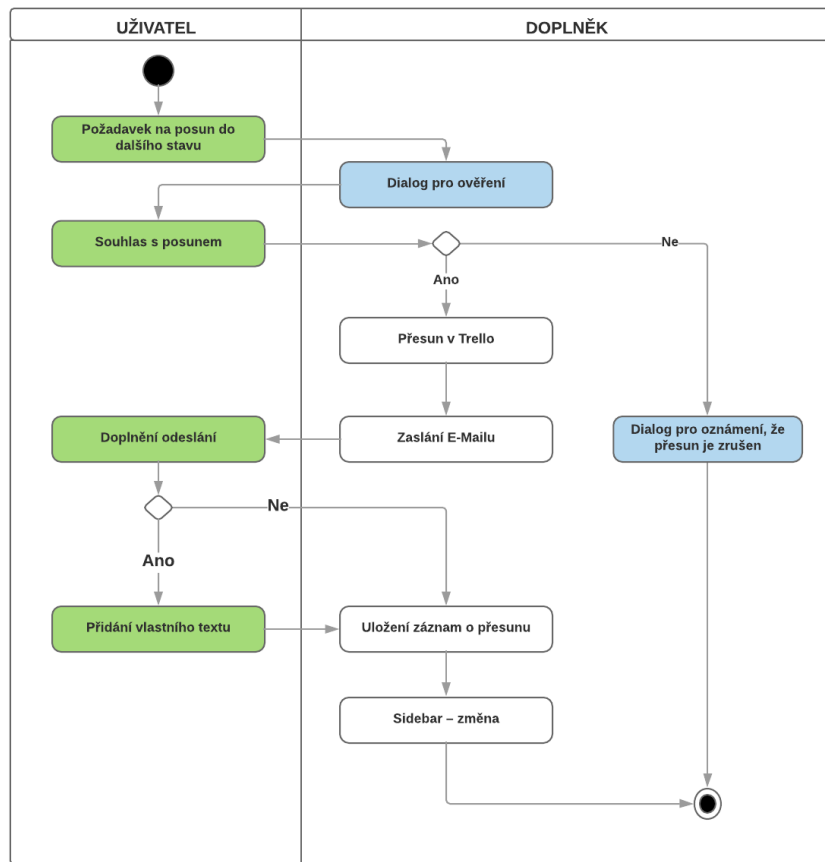 UŽIVATEL
DOPLNĚK
Požadavek na posun do
dalšího stavu
Dialog pro ověření
Souhlas s posunem
Ne
Ano
Přesun v Trello
Doplnění odeslání
Zaslání E-Mailu
Dialog pro oznámení, že
přesun je zrušen
Ne
Ano
Přidání vlastního textu
Uložení záznam o přesunu
Sidebar – změna